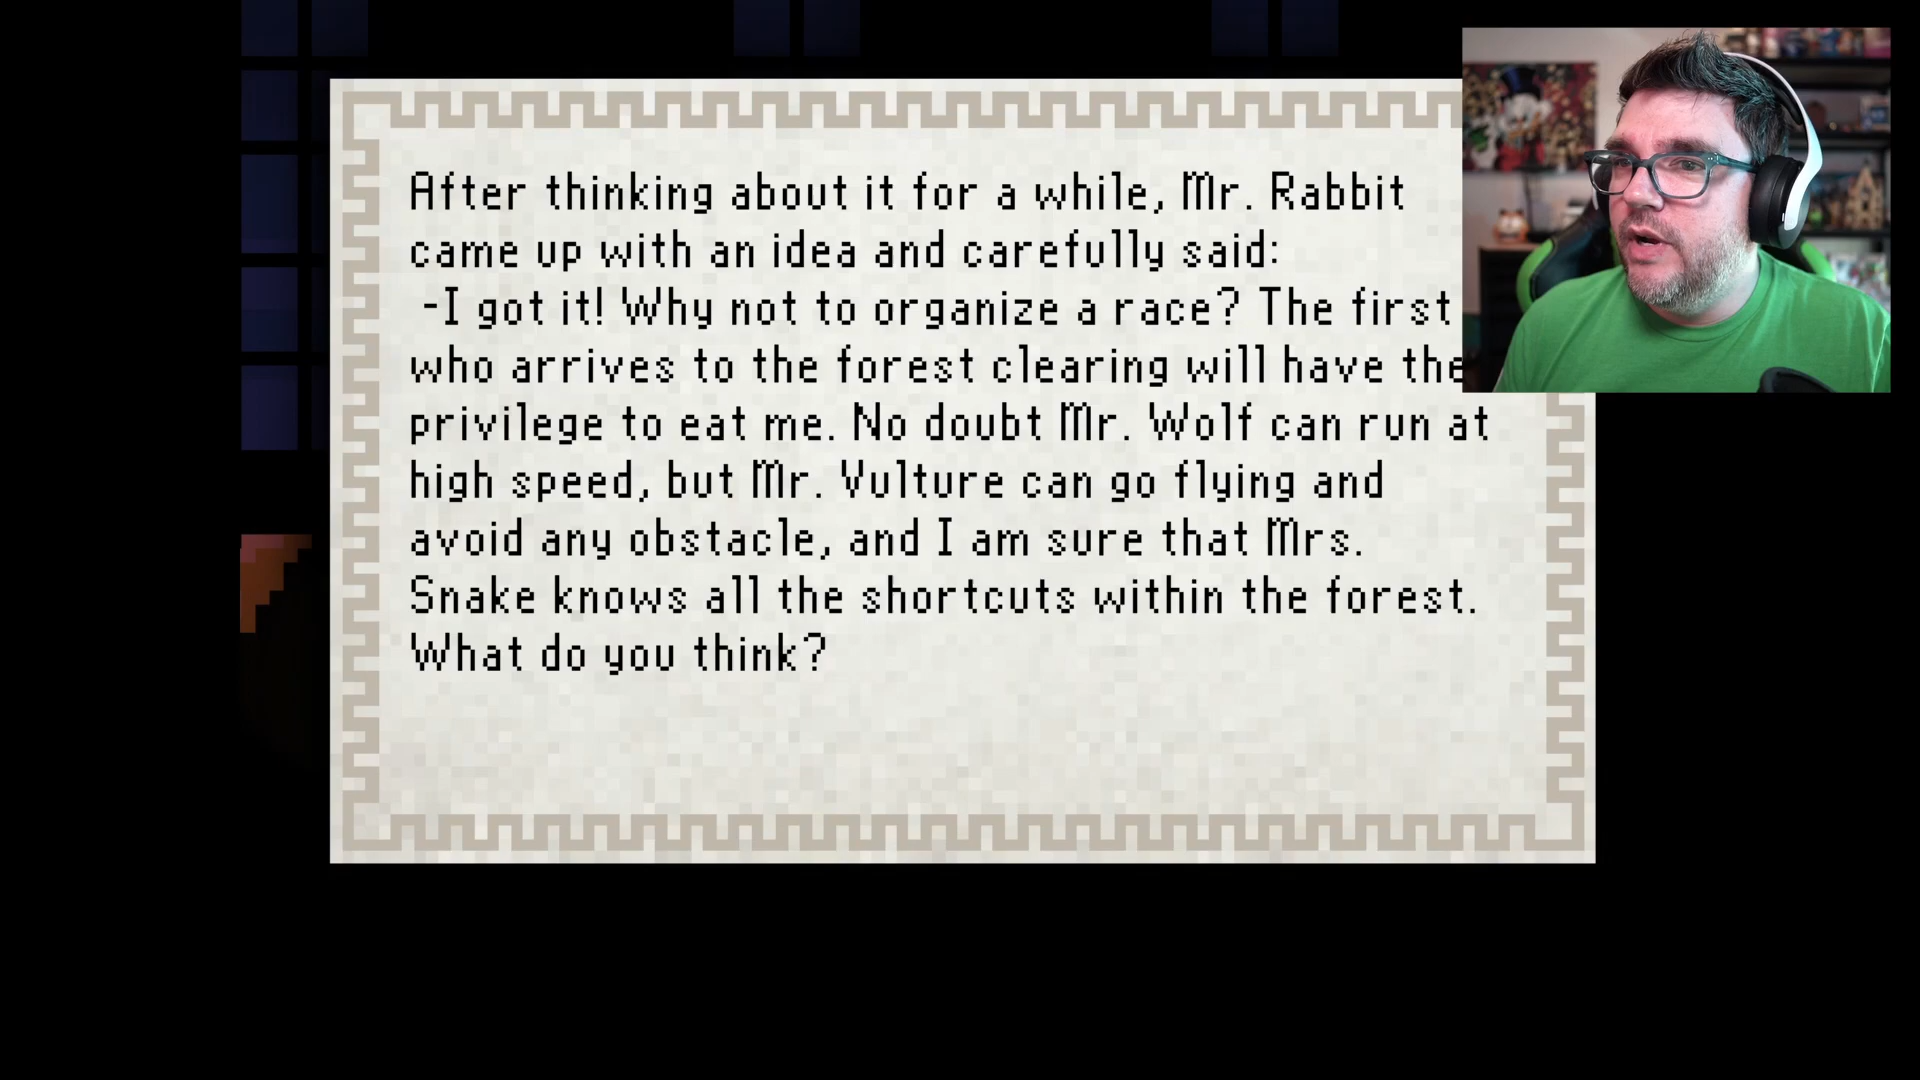 After thinking about it for a while, Mr. Rabbit
came up with an idea and carefully said:
-I got it! Why not to organize a race? The first
who arrives to the forest clearing will have the
privilege to eat me. No doubt Mr. Wolf can run at
high speed, but Mr. Vulture can go flying and
avoid any obstacle, and I am sure that Mrs.
Snake knows all the shortcuts within the forest.
What do you think?